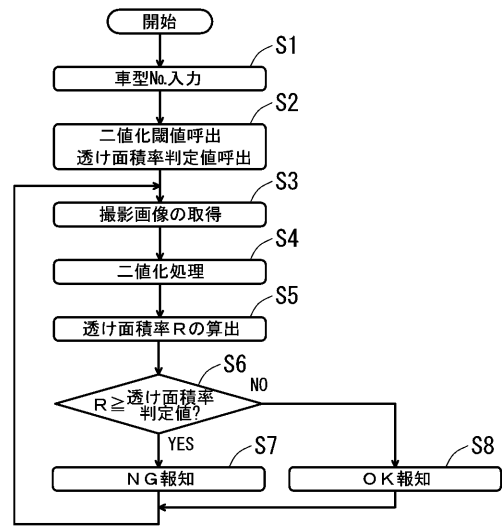 開始
S1
車型No.入力
S2
二値化閾値呼出
透け面積率判定値呼出
S3
撮影画像の取得
S4
二値化処理
S5
透け面積率Rの算出
S6
R≧透け面積率
判定値?
NO
YES
S7
NG報知
S8
OK報知